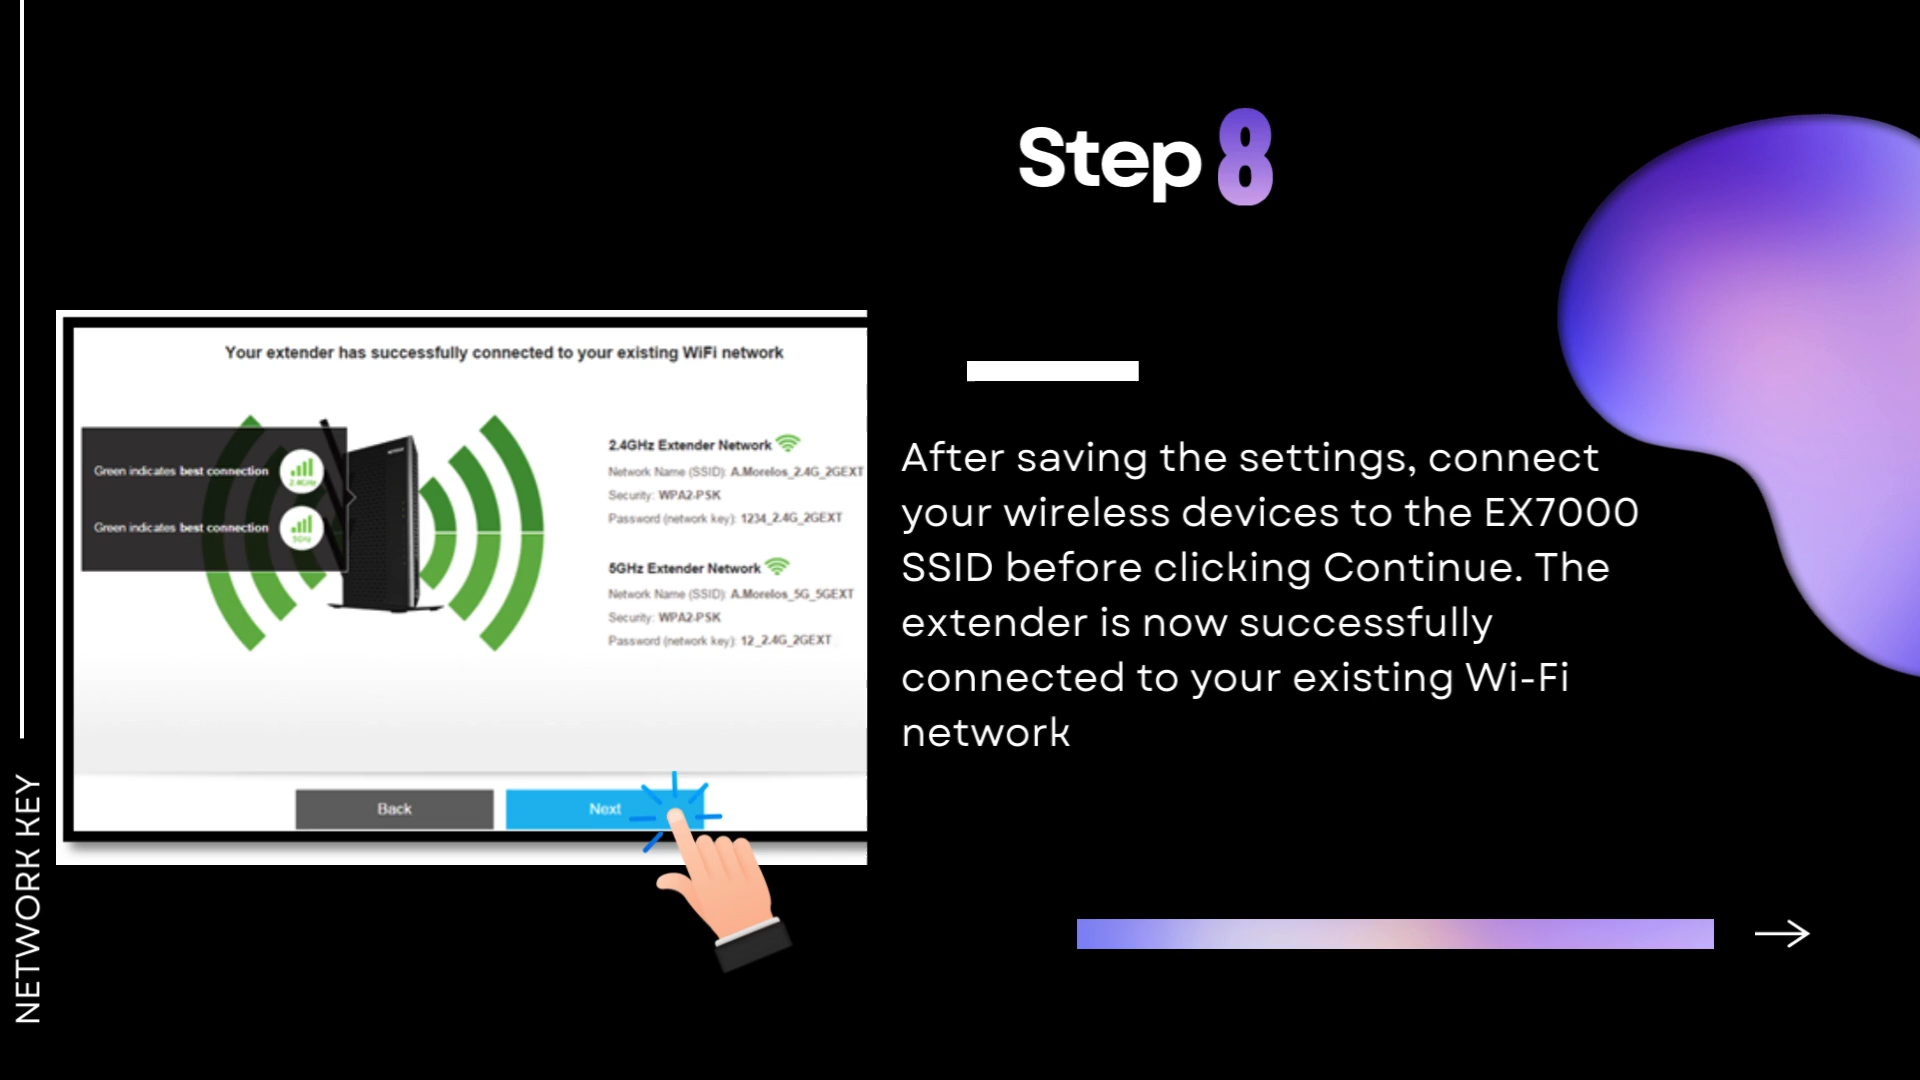 Step 8
Your extender has successfully connected to your existing WiFi network
Green indicates best connection
2.4GHz
Green indicates best connection
5GHz
2.4GHz Extender Network
Network Name (SSID): A.Morelos_2.4G_2GEXT
Security: WPA2-PSK
Password (network key): 1234_2.4G_2GEXT
5GHz Extender Network
Network Name (SSID): A.Morelos_5G_5GEXT
Security: WPA2-PSK
Password (network key): 12_2.4G_2GEXT
Back
Next
After saving the settings, connect
your wireless devices to the EX7000
SSID before clicking Continue. The
extender is now successfully
connected to your existing Wi-Fi
network
NETWORK KEY